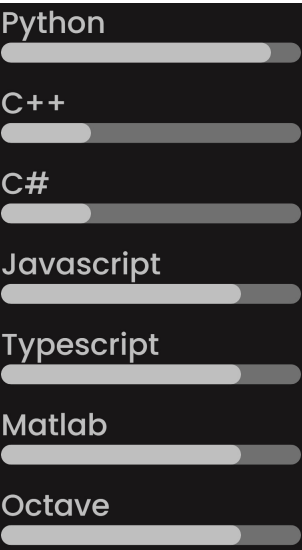 Python
C++
C#
Javascript
Typescript
Matlab
Octave